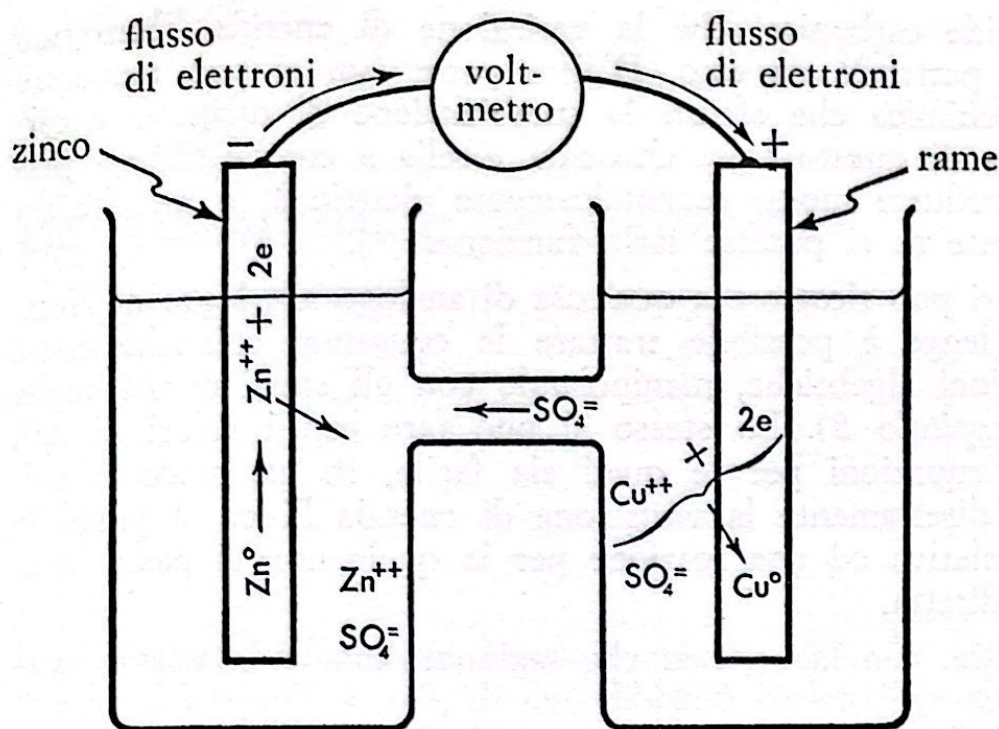 flusso
di elettroni
volt-
metro
flusso
di elettroni
−
+
zinco
rame
Zn° → Zn⁺⁺ + 2e
SO₄⁼
2e
Cu⁺⁺
SO₄⁼
Cu°
Zn⁺⁺
SO₄⁼